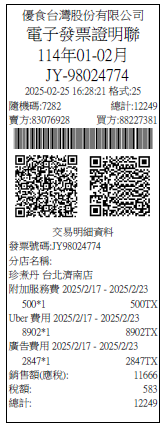 優食台灣股份有限公司
電子發票證明聯
114年01-02月
JY-98024774
2025-02-25 16:28:21 格式:25
隨機碼:7282 總計:12249
賣方:83076928 買方:88227381
交易明細資料
發票號碼:JY98024774
分店名稱:
珍煮丹 台北濟南店
附加服務費 2025/2/17 - 2025/2/23
500*1 500TX
Uber 費用 2025/2/17 - 2025/2/23
8902*1 8902TX
廣告費用 2025/2/17 - 2025/2/23
2847*1 2847TX
銷售額(應稅): 11666
稅額: 583
總計: 12249